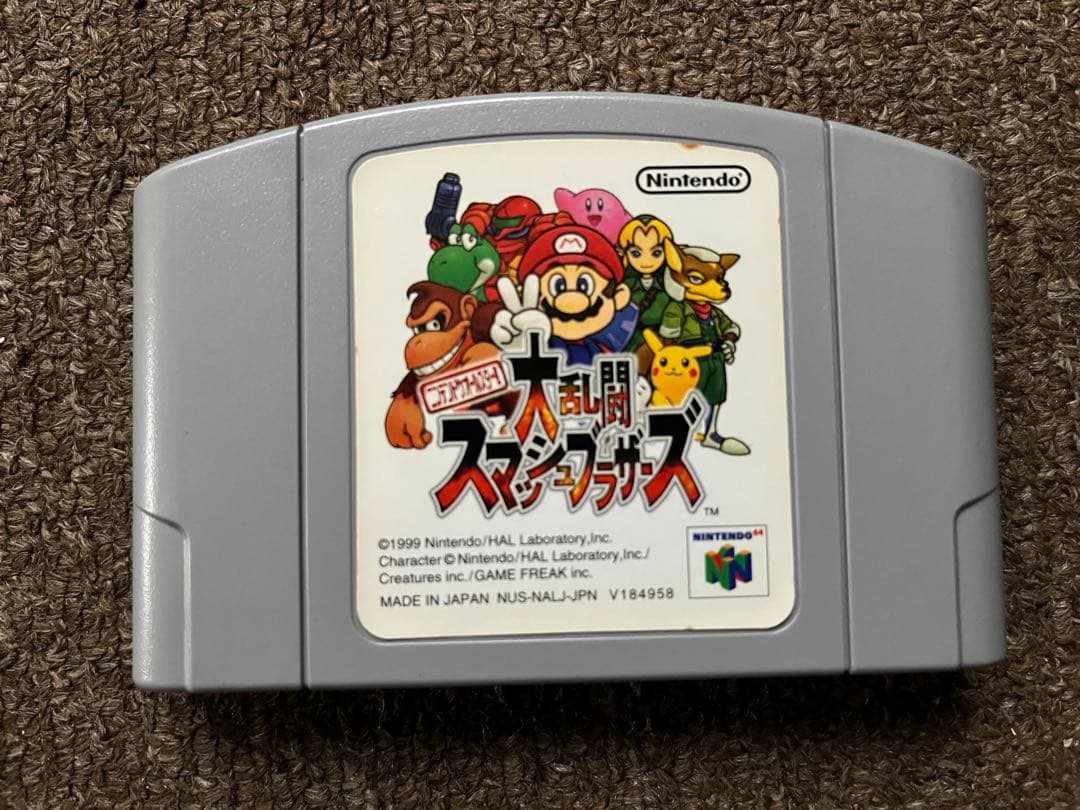 Nintendo
ニンテンドウオールスター!
大乱闘
スマッシュブラザーズ
TM
©1999 Nintendo/HAL Laboratory,Inc.
Character©Nintendo/HAL Laboratory,Inc./
Creatures inc./GAME FREAK inc.
NINTENDO 64
MADE IN JAPAN NUS-NALJ-JPN V184958